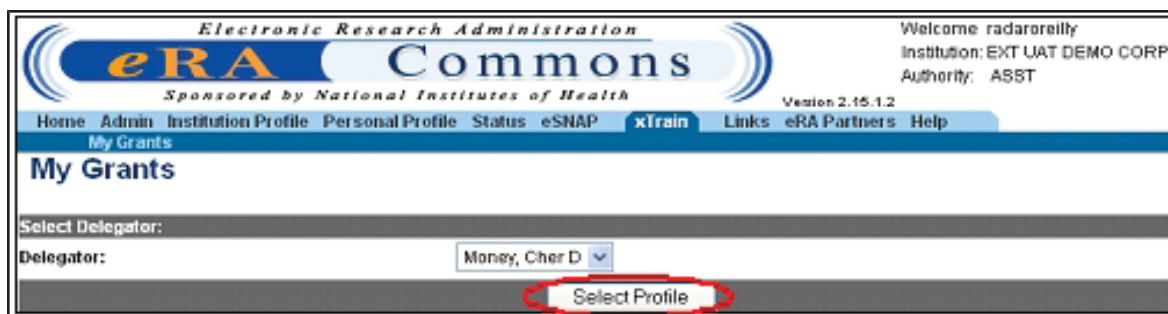 Electronic Research Administration
eRA Commons
Sponsored by National Institutes of Health
Welcome radaroreilly
Institution: EXT UAT DEMO CORP
Authority: ASST
Version 2.15.1.2
Home Admin Institution Profile Personal Profile Status eSNAP xTrain Links eRA Partners Help
My Grants
My Grants
Select Delegator:
Delegator: Money, Cher D
Select Profile